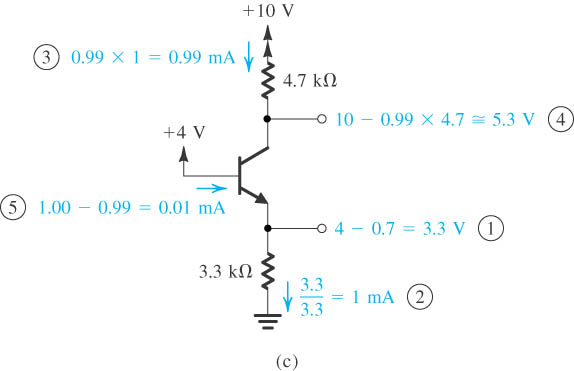 +10 V
③ 0.99 × 1 = 0.99 mA
4.7 kΩ
10 − 0.99 × 4.7 ≅ 5.3 V ④
+4 V
⑤ 1.00 − 0.99 = 0.01 mA
4 − 0.7 = 3.3 V ①
3.3 kΩ
3.3
3.3
= 1 mA ②
(c)